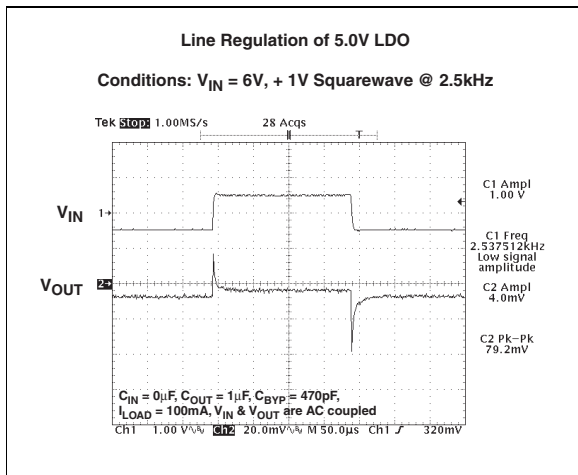 Line Regulation of 5.0V LDO
Conditions: VIN = 6V, + 1V Squarewave @ 2.5kHz
Tek Stop: 1.00MS/s 28 Acqs
T
C1 Ampl
1.00 V
VIN 1
C1 Freq
2.537512kHz
Low signal
amplitude
VOUT 2
C2 Ampl
4.0mV
C2 Pk-Pk
79.2mV
CIN = 0μF, COUT = 1μF, CBYP = 470pF,
ILOAD = 100mA, VIN & VOUT are AC coupled
Ch1 1.00 V Ch2 20.0mV M 50.0μs Ch1 320mV